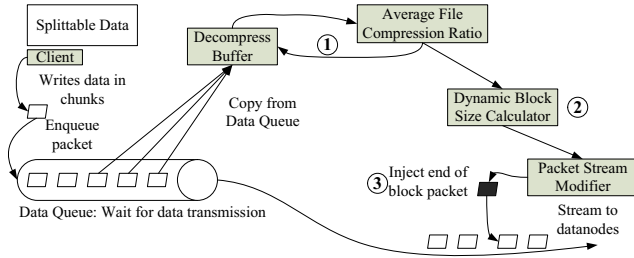 Splittable Data
Client
Writes data in
chunks
Enqueue
packet
Data Queue: Wait for data transmission
Decompress
Buffer
1
Average File
Compression Ratio
Copy from
Data Queue
Dynamic Block
Size Calculator
2
Packet Stream
Modifier
3
Inject end of
block packet
Stream to
datanodes